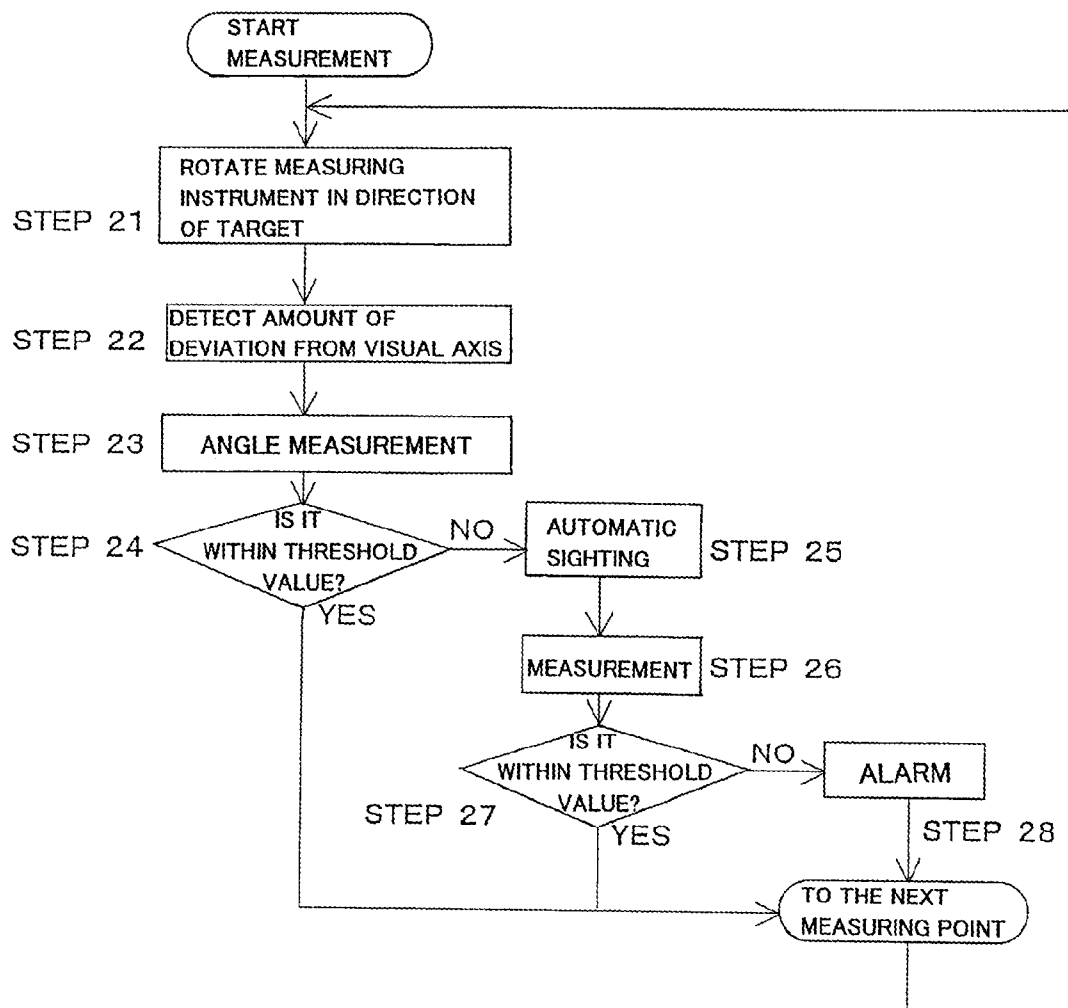 START
MEASUREMENT
ROTATE MEASURING
INSTRUMENT IN DIRECTION
OF TARGET
STEP 21
DETECT AMOUNT OF
DEVIATION FROM VISUAL AXIS
STEP 22
STEP 23
ANGLE MEASUREMENT
STEP 24
IS IT
WITHIN THRESHOLD
VALUE?
NO
YES
AUTOMATIC
SIGHTING
STEP 25
MEASUREMENT
STEP 26
IS IT
WITHIN THRESHOLD
VALUE?
STEP 27
NO
YES
ALARM
STEP 28
TO THE NEXT
MEASURING POINT